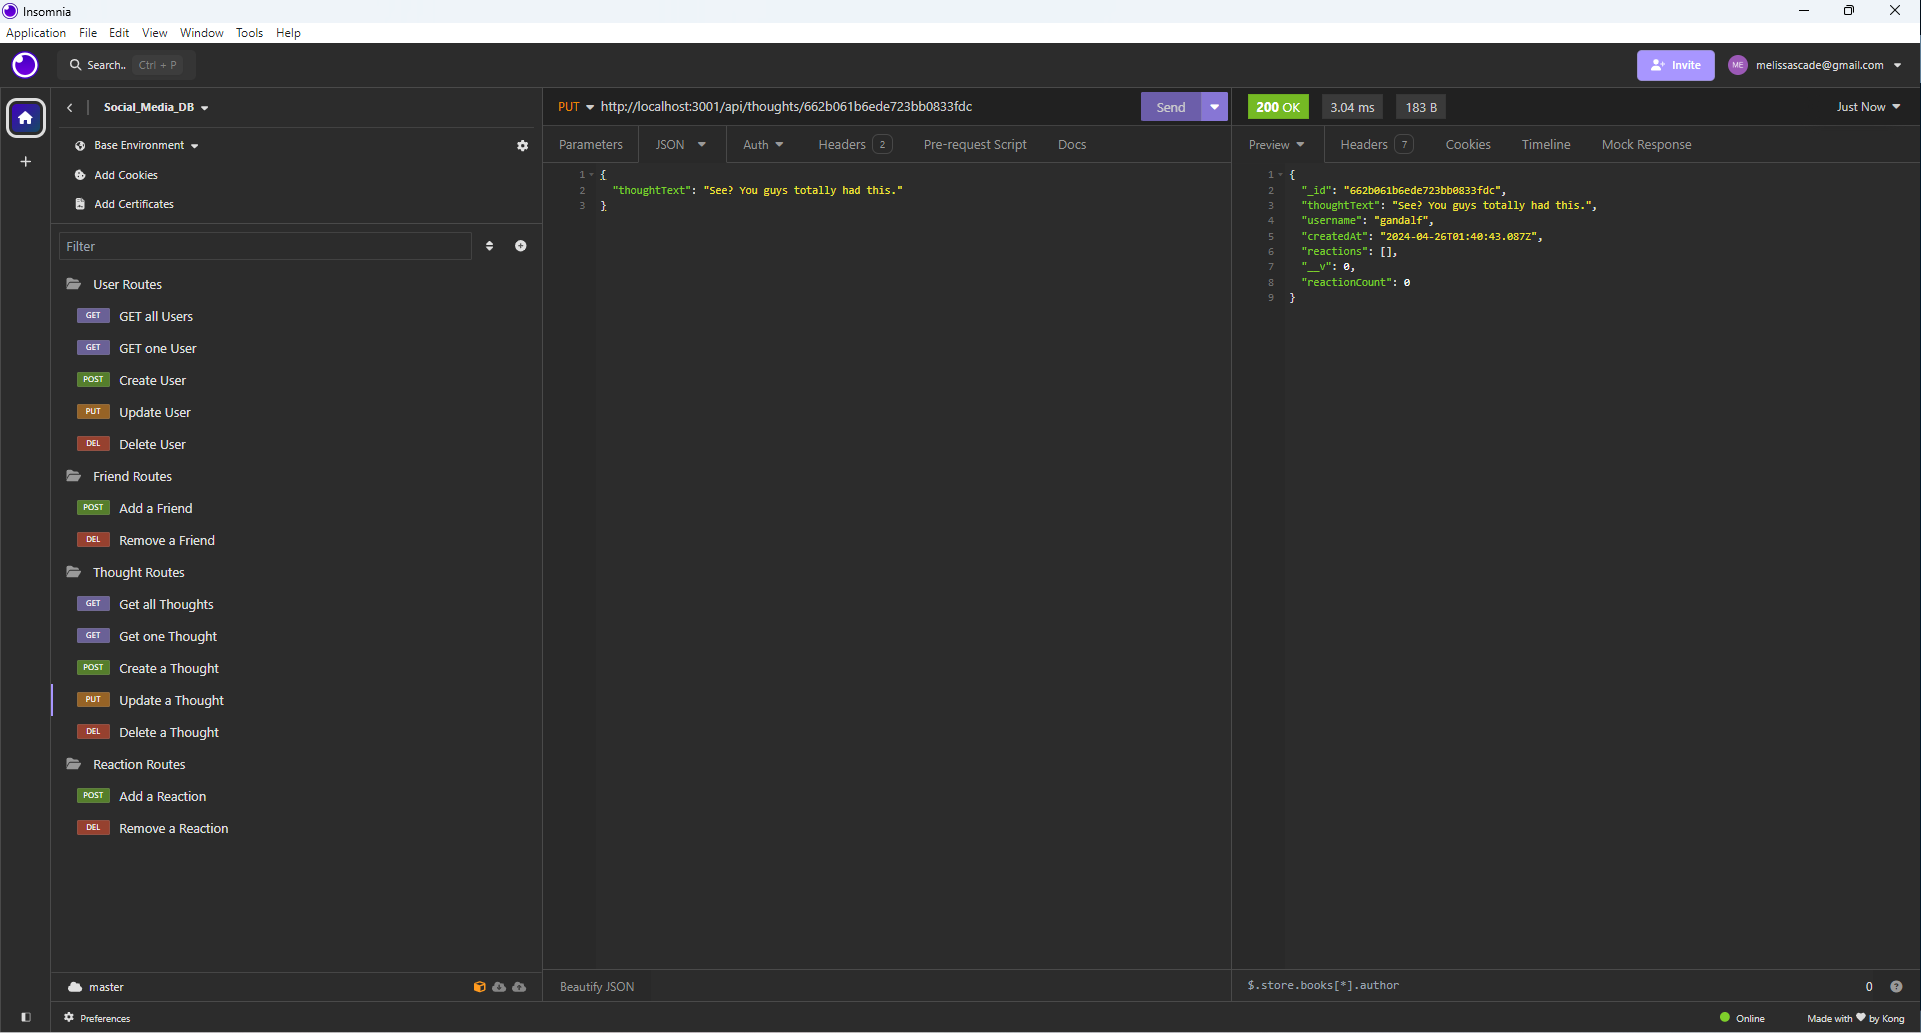 Insomnia
Application File Edit View Window Tools Help
Search.. Ctrl + P
Invite
ME melissascade@gmail.com
Social_Media_DB
Base Environment
Add Cookies
Add Certificates
Filter
User Routes
GET GET all Users
GET GET one User
POST Create User
PUT Update User
DEL Delete User
Friend Routes
POST Add a Friend
DEL Remove a Friend
Thought Routes
GET Get all Thoughts
GET Get one Thought
POST Create a Thought
PUT Update a Thought
DEL Delete a Thought
Reaction Routes
POST Add a Reaction
DEL Remove a Reaction
master
Preferences
PUT http://localhost:3001/api/thoughts/662b061b6ede723bb0833fdc
Send
Parameters JSON Auth Headers 2 Pre-request Script Docs
1 {
2 "thoughtText": "See? You guys totally had this."
3 }
Beautify JSON
200 OK 3.04 ms 183 B Just Now
Preview Headers 7 Cookies Timeline Mock Response
1 {
2 "_id": "662b061b6ede723bb0833fdc",
3 "thoughtText": "See? You guys totally had this.",
4 "username": "gandalf",
5 "createdAt": "2024-04-26T01:40:43.087Z",
6 "reactions": [],
7 "__v": 0,
8 "reactionCount": 0
9 }
$.store.books[*].author 0 ?
Online Made with by Kong